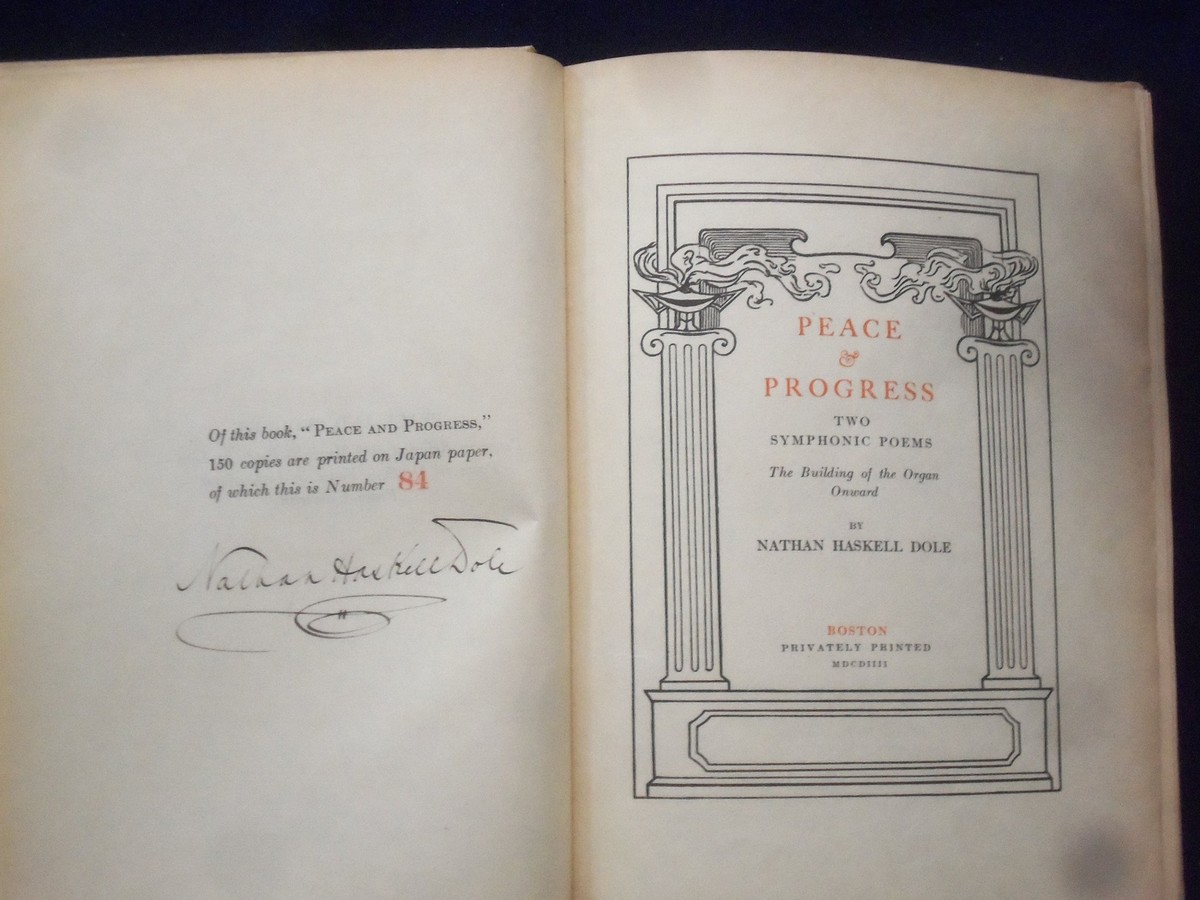 Of this book, “PEACE AND PROGRESS,”
150 copies are printed on Japan paper,
of which this is Number 84
Nathan Haskell Dole
PEACE
&
PROGRESS
TWO
SYMPHONIC POEMS
The Building of the Organ
Onward
BY
NATHAN HASKELL DOLE
BOSTON
PRIVATELY PRINTED
MDCDIIII